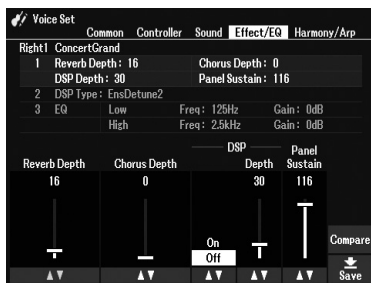 Voice Set
Common Controller Sound Effect/EQ Harmony/Arp
Right1 ConcertGrand
1 Reverb Depth: 16 Chorus Depth: 0
DSP Depth: 30 Panel Sustain: 116
2 DSP Type: EnsDetune2
3 EQ Low Freq: 125Hz Gain: 0dB
High Freq: 2.5kHz Gain: 0dB
DSP Panel
Reverb Depth Chorus Depth Depth Sustain
16 0 30 116
On
Off
Compare
Save